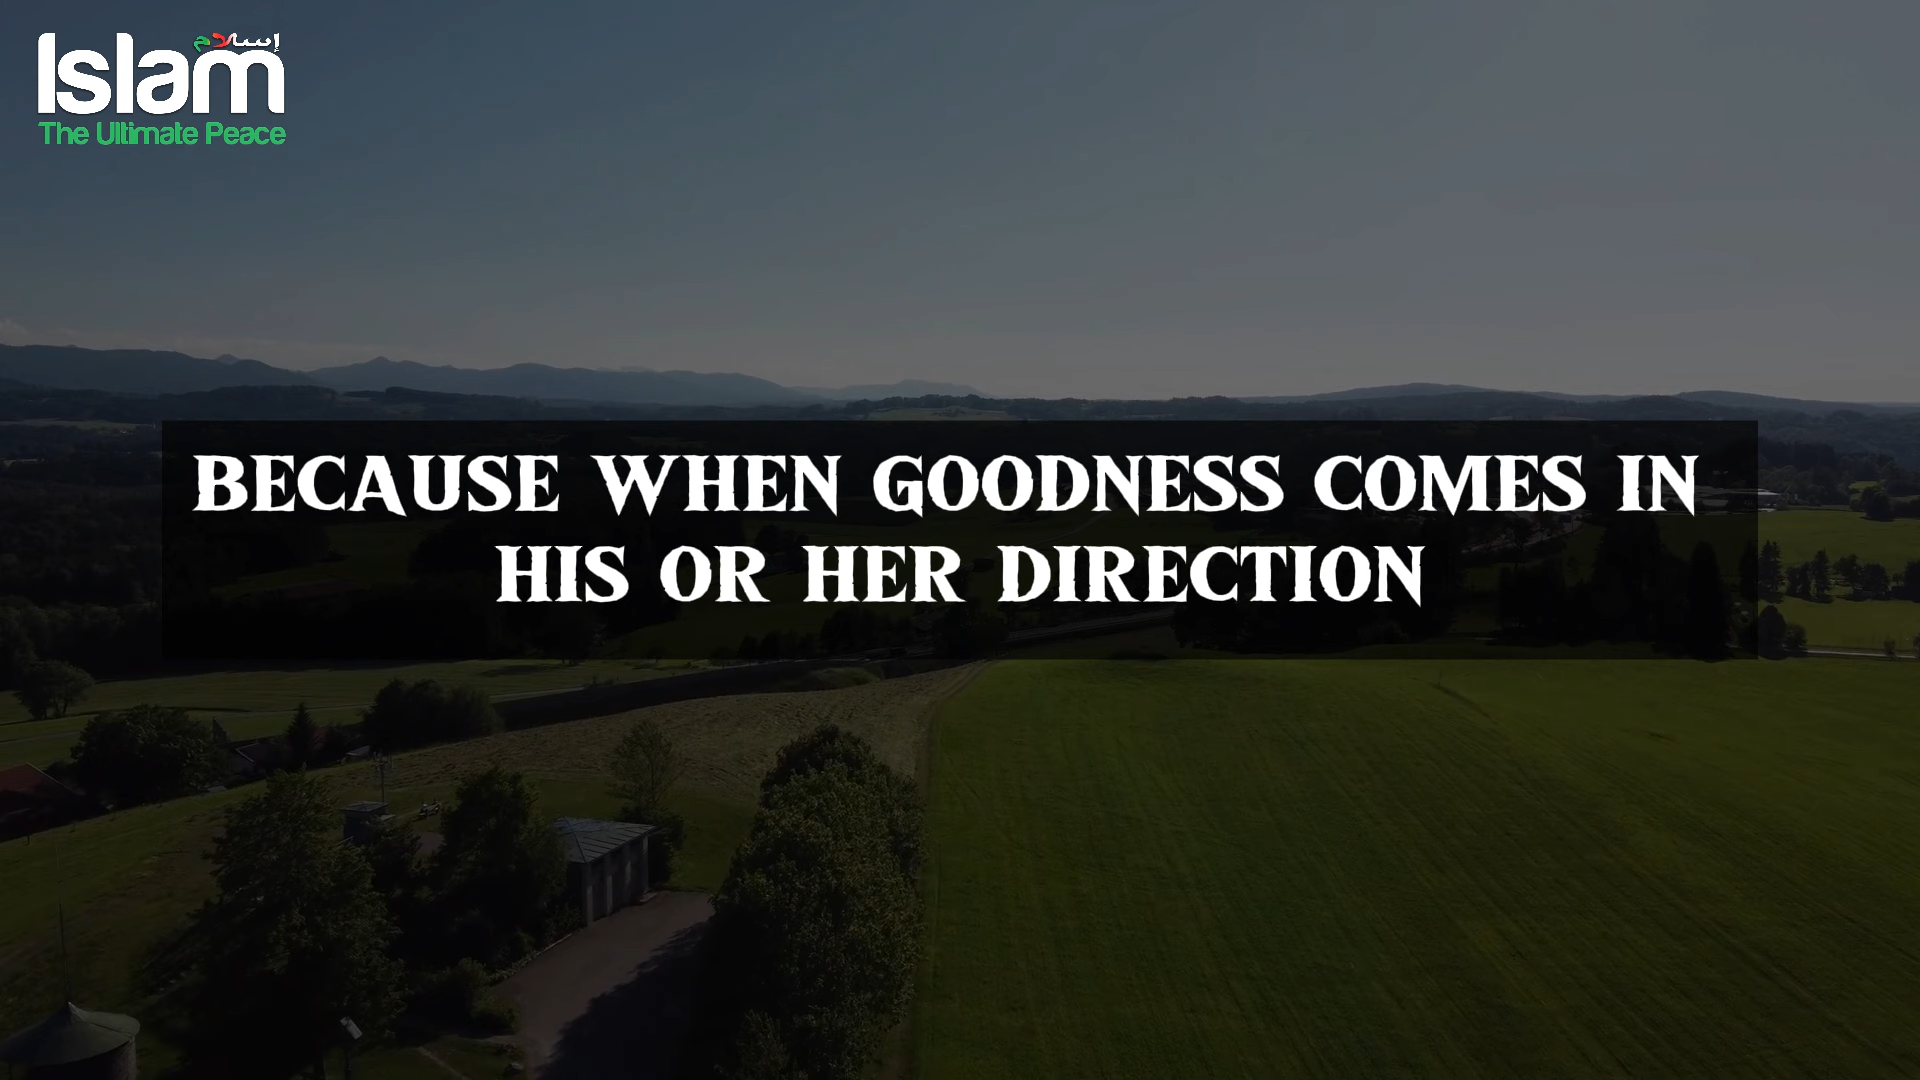 إسلام
Islam
The Ultimate Peace
BECAUSE WHEN GOODNESS COMES IN
HIS OR HER DIRECTION